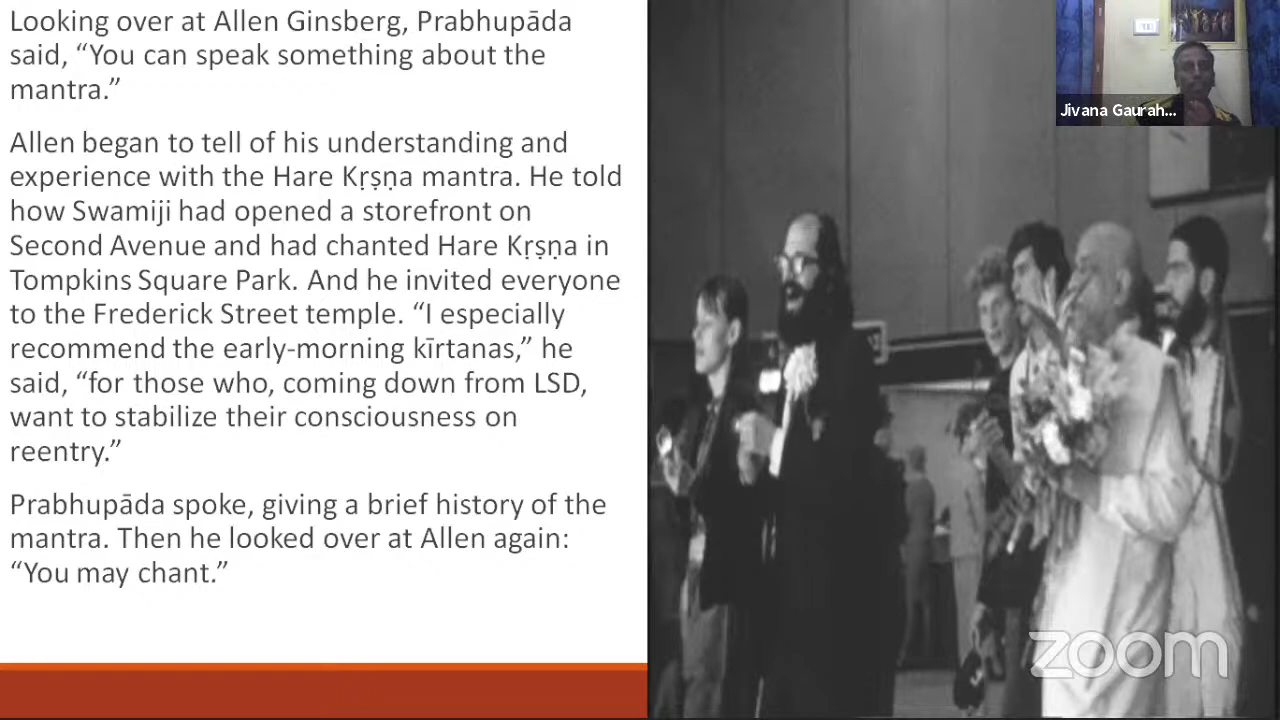 Looking over at Allen Ginsberg, Prabhupāda
said, “You can speak something about the
mantra.”
Allen began to tell of his understanding and
experience with the Hare Kṛṣṇa mantra. He told
how Swamiji had opened a storefront on
Second Avenue and had chanted Hare Kṛṣṇa in
Tompkins Square Park. And he invited everyone
to the Frederick Street temple. “I especially
recommend the early-morning kīrtanas,” he
said, “for those who, coming down from LSD,
want to stabilize their consciousness on
reentry.”
Prabhupāda spoke, giving a brief history of the
mantra. Then he looked over at Allen again:
“You may chant.”
Jivana Gaurah...
zoom